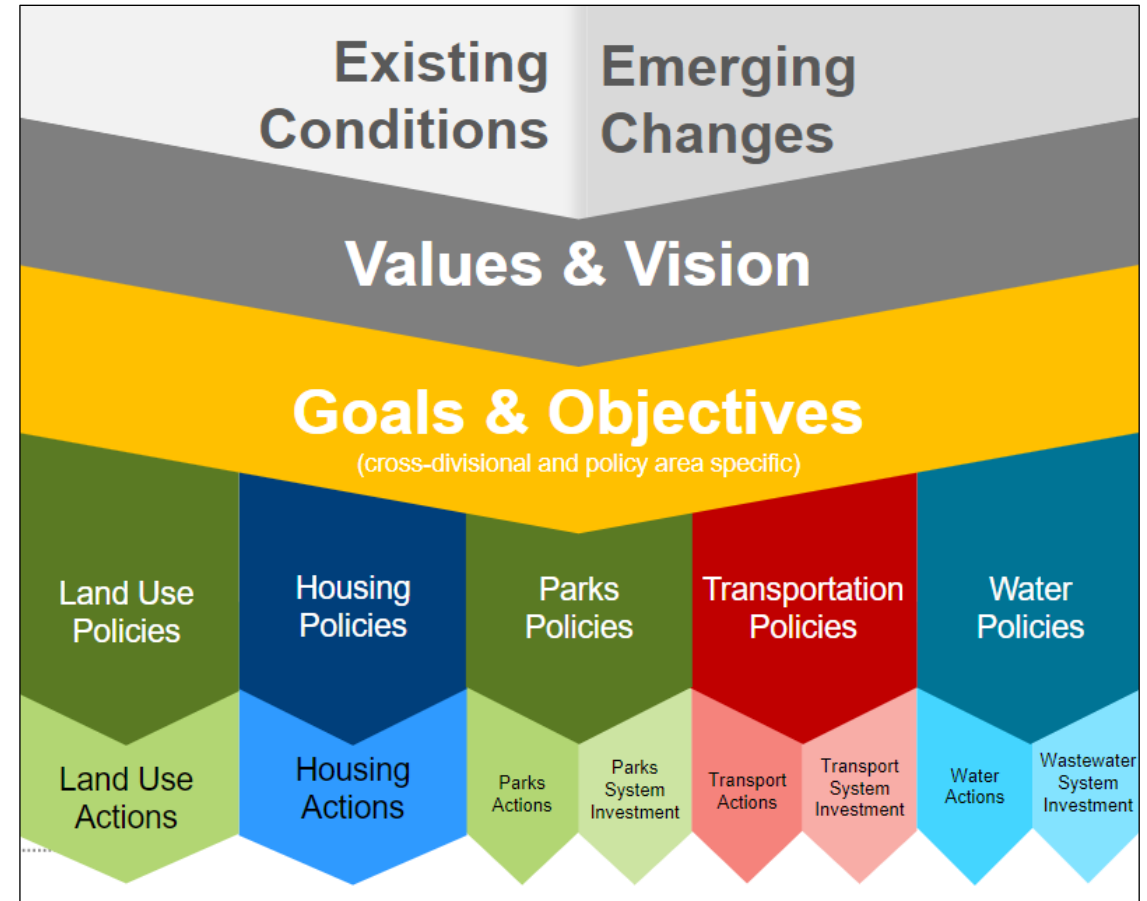 Existing
Conditions
Emerging
Changes
Values & Vision
Goals & Objectives
(cross-divisional and policy area specific)
Land Use
Policies
Housing
Policies
Parks
Policies
Transportation
Policies
Water
Policies
Land Use
Actions
Housing
Actions
Parks
Actions
Parks
System
Investment
Transport
Actions
Transport
System
Investment
Water
Actions
Wastewater
System
Investment